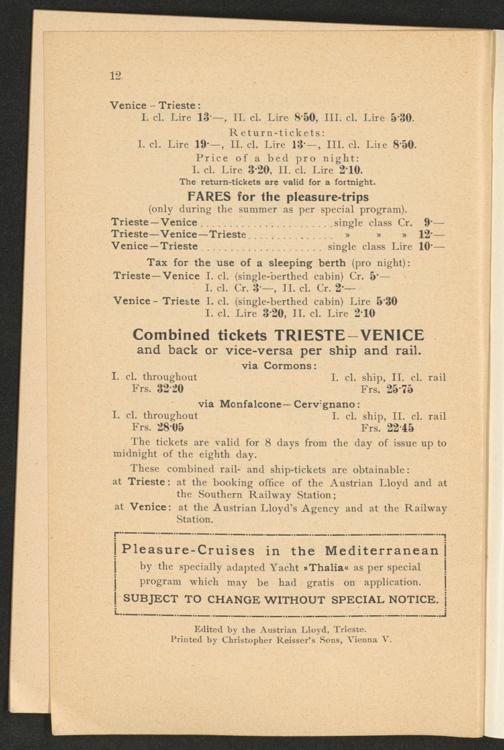 12
Venice – Trieste:
I. cl. Lire 13·—, II. cl. Lire 8·50, III. cl. Lire 5·30.
Return-tickets:
I. cl. Lire 19·—, II. cl. Lire 13·—, III. cl. Lire 8·50.
Price of a bed pro night:
I. cl. Lire 3·20, II. cl. Lire 2·10.
The return-tickets are valid for a fortnight.
FARES for the pleasure-trips
(only during the summer as per special program).
Trieste—Venice . . . . . . . . . . . . . . . . . . . . . single class Cr. 9·—
Trieste—Venice—Trieste . . . . . . . . . . . . » » » 12·—
Venice—Trieste . . . . . . . . . . . . . . . . . . . single class Lire 10·—
Tax for the use of a sleeping berth (pro night):
Trieste—Venice I. cl. (single-berthed cabin) Cr. 5·—
I. cl. Cr. 3·—, II. cl. Cr. 2·—
Venice - Trieste I. cl. (single-berthed cabin) Lire 5·30
I. cl. Lire 3·20, II. cl. Lire 2·10
Combined tickets TRIESTE—VENICE
and back or vice-versa per ship and rail.
via Cormons:
I. cl. throughout I. cl. ship, II. cl. rail
Frs. 32·20 Frs. 25·75
via Monfalcone—Cervignano:
I. cl. throughout I. cl. ship, II. cl. rail
Frs. 28·05 Frs. 22·45
The tickets are valid for 8 days from the day of issue up to
midnight of the eighth day.
These combined rail- and ship-tickets are obtainable:
at Trieste: at the booking office of the Austrian Lloyd and at
the Southern Railway Station;
at Venice: at the Austrian Lloyd's Agency and at the Railway
Station.
Pleasure-Cruises in the Mediterranean
by the specially adapted Yacht »Thalia« as per special
program which may be had gratis on application.
SUBJECT TO CHANGE WITHOUT SPECIAL NOTICE.
Edited by the Austrian Lloyd, Trieste.
Printed by Christopher Reisser's Sons, Vienna V.